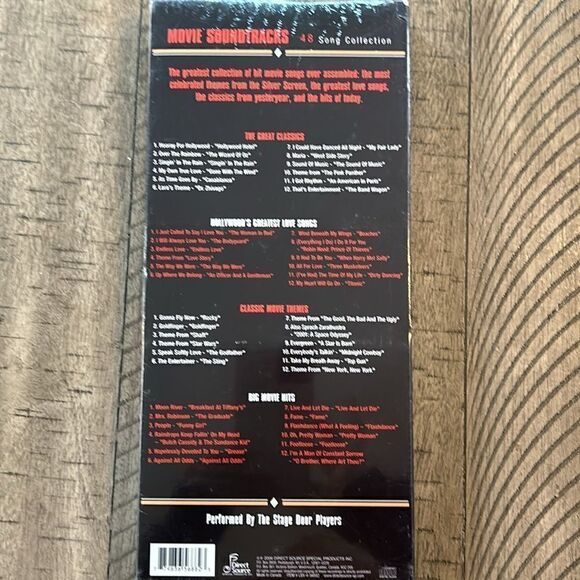 MOVIE SOUNDTRACKS 48 Song Collection
The greatest collection of hit movie songs ever assembled: the most
celebrated themes from the Silver Screen, the greatest love songs,
the classics from yesteryear, and the hits of today.
THE GREAT CLASSICS
1. Hooray For Hollywood - "Hollywood Hotel"
2. Over The Rainbow - "The Wizard Of Oz"
3. Singin' In The Rain - "Singin' In The Rain"
4. My Own True Love - "Gone With The Wind"
5. As Time Goes By - "Casablanca"
6. Lara's Theme - "Dr. Zhivago"
7. I Could Have Danced All Night - "My Fair Lady"
8. Maria - "West Side Story"
9. Sound Of Music - "The Sound Of Music"
10. Theme From "The Pink Panther"
11. I Got Rhythm - "An American In Paris"
12. That's Entertainment - "The Band Wagon"
HOLLYWOOD'S GREATEST LOVE SONGS
1. I Just Called To Say I Love You - "The Woman In Red"
2. I Will Always Love You - "The Bodyguard"
3. Endless Love - "Endless Love"
4. Theme From "Love Story"
5. The Way We Were - "The Way We Were"
6. Up Where We Belong - "An Officer And A Gentleman"
7. Wind Beneath My Wings - "Beaches"
8. (Everything I Do) I Do It For You
- "Robin Hood: Prince Of Thieves"
9. It Had To Be You - "When Harry Met Sally"
10. All For Love - "Three Musketeers"
11. (I've Had) The Time Of My Life - "Dirty Dancing"
12. My Heart Will Go On - "Titanic"
CLASSIC MOVIE THEMES
1. Gonna Fly Now - "Rocky"
2. Goldfinger - "Goldfinger"
3. Theme From "Shaft"
4. Theme From "Star Wars"
5. Speak Softly Love - "The Godfather"
6. The Entertainer - "The Sting"
7. Theme From "The Good, The Bad And The Ugly"
8. Also Sprach Zarathustra
- "2001: A Space Odyssey"
9. Evergreen - "A Star Is Born"
10. Everybody's Talkin' - "Midnight Cowboy"
11. Take My Breath Away - "Top Gun"
12. Theme From "New York, New York"
BIG MOVIE HITS
1. Moon River - "Breakfast At Tiffany's"
2. Mrs. Robinson - "The Graduate"
3. People - "Funny Girl"
4. Raindrops Keep Fallin' On My Head
- "Butch Cassidy & The Sundance Kid"
5. Hopelessly Devoted To You - "Grease"
6. Against All Odds - "Against All Odds"
7. Live And Let Die - "Live And Let Die"
8. Fame - "Fame"
9. Flashdance (What A Feeling) - "Flashdance"
10. Oh, Pretty Woman - "Pretty Woman"
11. Footloose - "Footloose"
12. I'm A Man Of Constant Sorrow
- "O Brother, Where Art Thou?"
Performed By The Stage Door Players
Direct
Source
DIRECT SOURCE SPECIAL PRODUCTS INC.